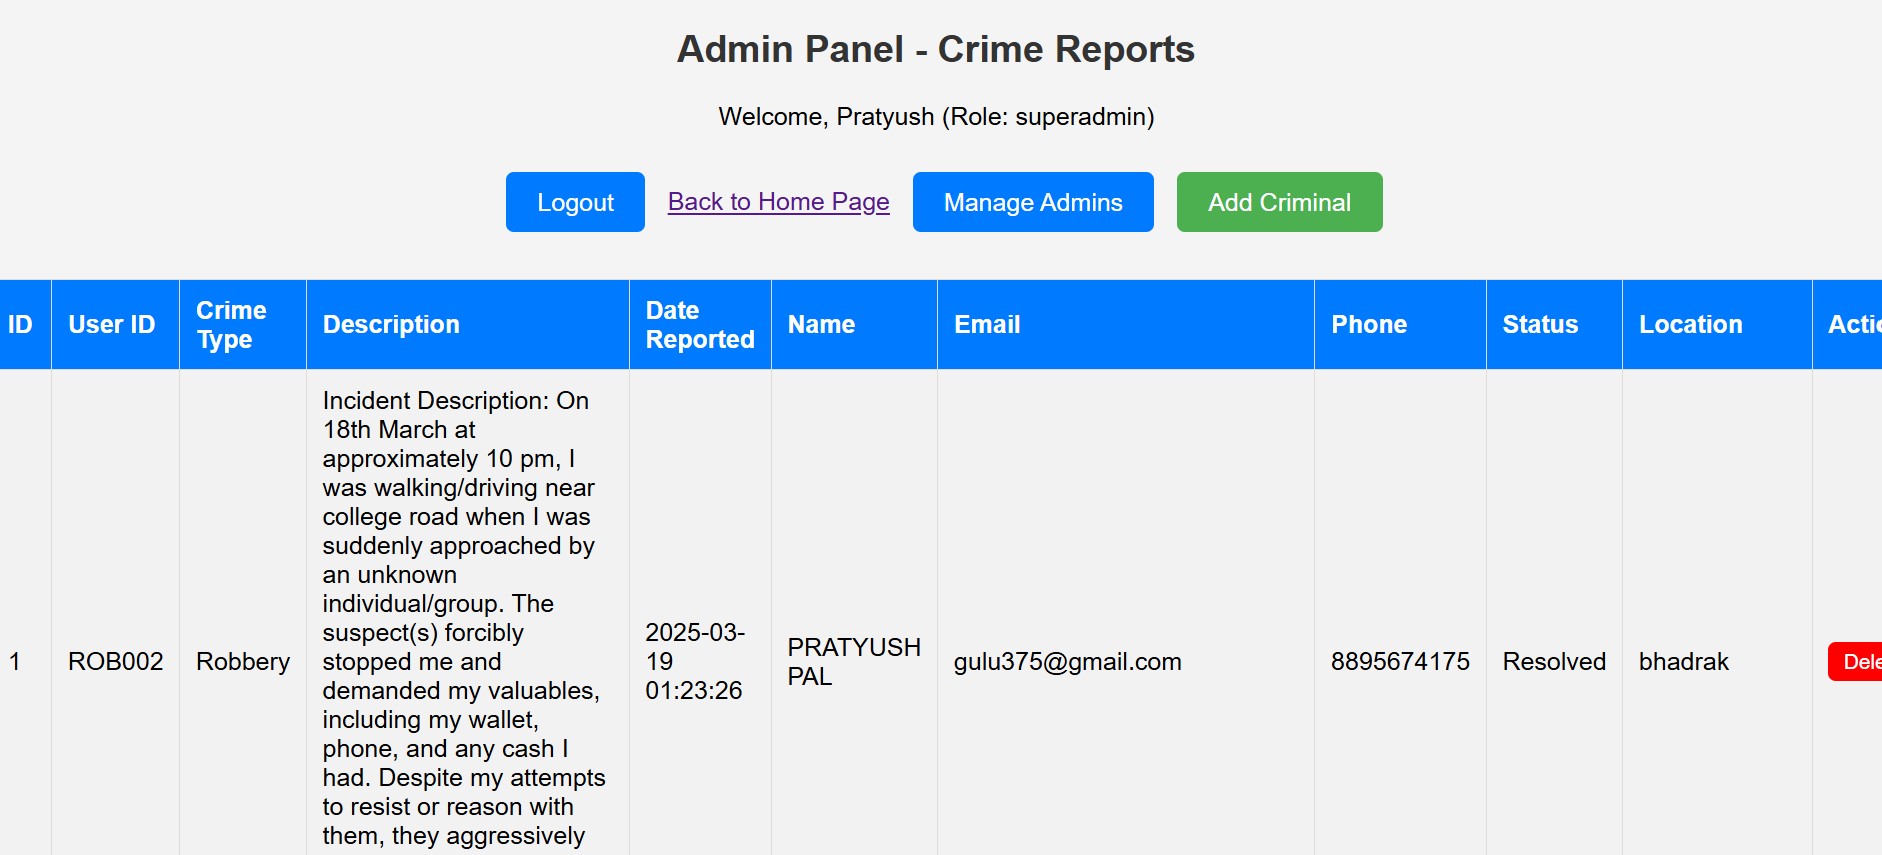 Admin Panel - Crime Reports
Welcome, Pratyush (Role: superadmin)
Logout Back to Home Page Manage Admins Add Criminal
ID User ID Crime Type Description Date Reported Name Email Phone Status Location
Incident Description: On
18th March at
approximately 10 pm, I
was walking/driving near
college road when I was
suddenly approached by
an unknown
individual/group. The
suspect(s) forcibly
stopped me and
demanded my valuables,
including my wallet,
phone, and any cash I
had. Despite my attempts
to resist or reason with
them, they aggressively
1 ROB002 Robbery 2025-03-19 01:23:26 PRATYUSH PAL gulu375@gmail.com 8895674175 Resolved bhadrak